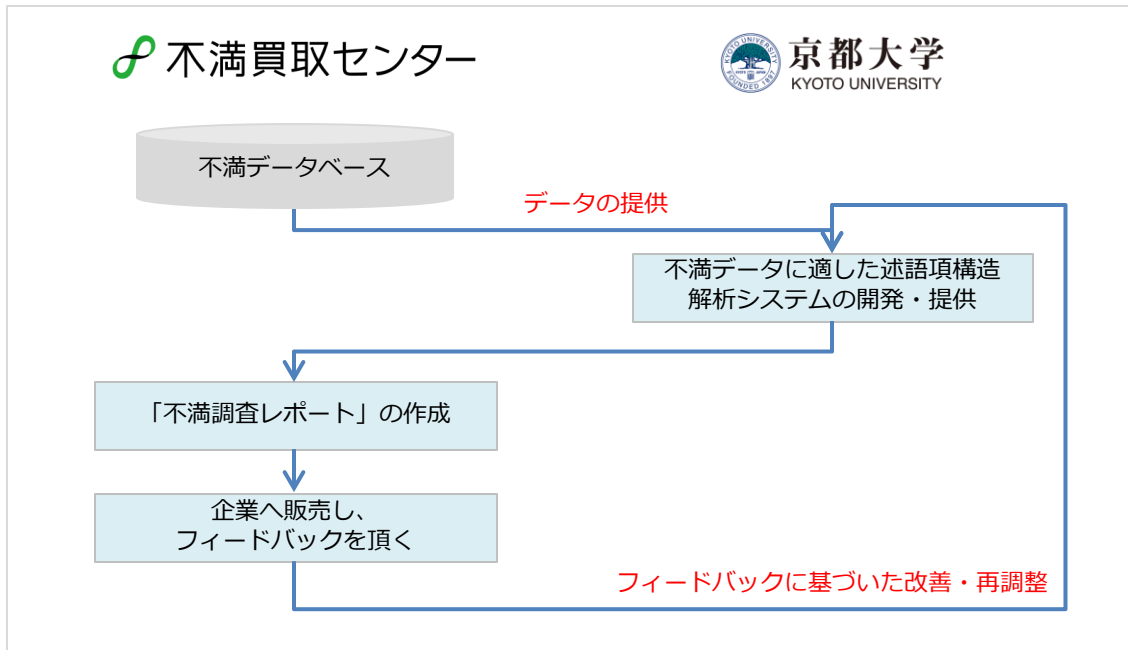 不満買取センター
京都大学
KYOTO UNIVERSITY
KYOTO UNIVERSITY
FOUNDED 1897
不満データベース
データの提供
不満データに適した述語項構造
解析システムの開発・提供
「不満調査レポート」の作成
企業へ販売し、
フィードバックを頂く
フィードバックに基づいた改善・再調整